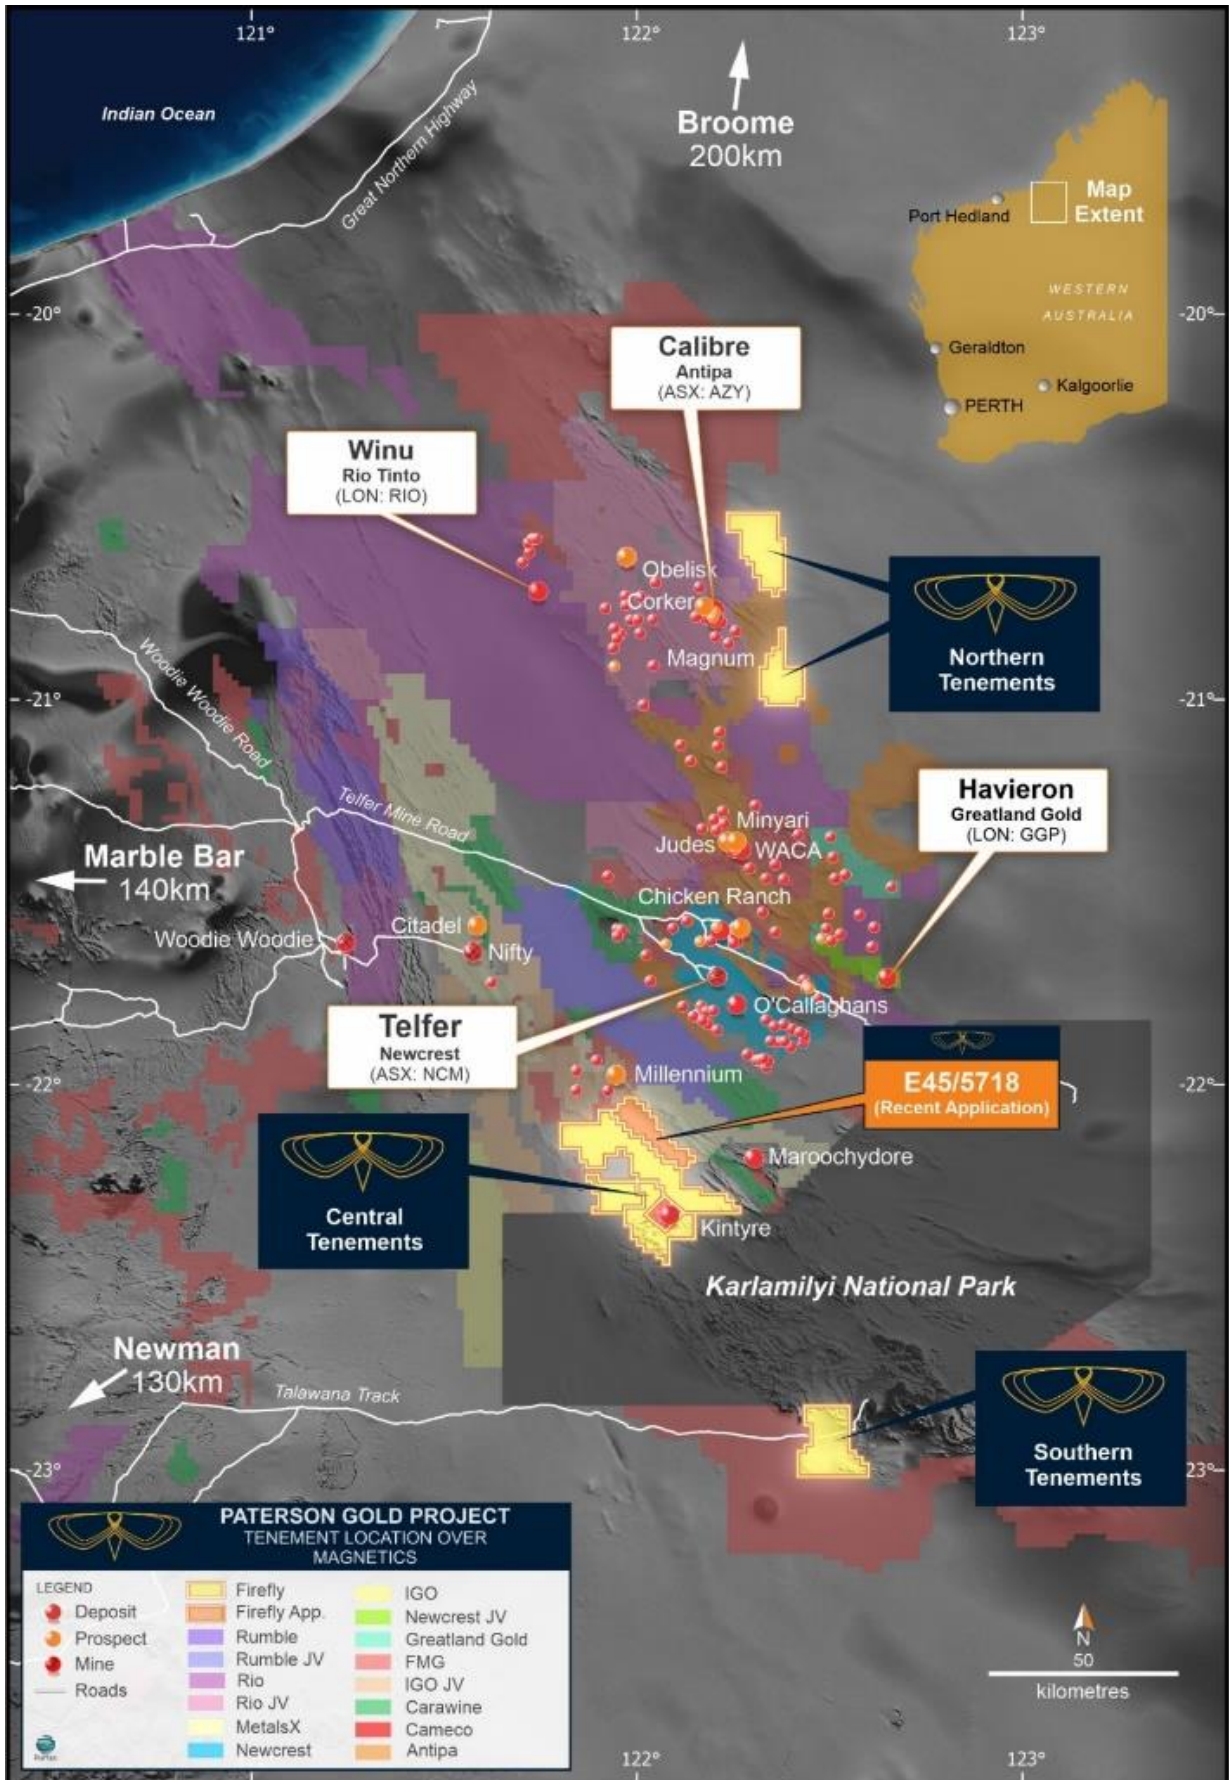 121°
122°
123°
Indian Ocean
Great Northern Highway
Broome
200km
Map
Extent
Port Hedland
WESTERN
AUSTRALIA
Geraldton
Kalgoorlie
PERTH
-20°
-20°
Calibre
Antipa
(ASX: AZY)
Winu
Rio Tinto
(LON: RIO)
Obelisk
Corker
Magnum
Northern
Tenements
-21°
-21°
Woodie Woodie Road
Telfer Mine Road
Havieron
Greatland Gold
(LON: GGP)
Minyari
Judes
WACA
Marble Bar
140km
Chicken Ranch
Citadel
Woodie Woodie
Nifty
O'Callaghans
Telfer
Newcrest
(ASX: NCM)
Millennium
E45/5718
(Recent Application)
-22°
-22°
Maroochydore
Central
Tenements
Kintyre
Karlamilyi National Park
Newman
130km
Talawana Track
Southern
Tenements
-23°
23°
PATERSON GOLD PROJECT
TENEMENT LOCATION OVER
MAGNETICS
LEGEND
Deposit
Prospect
Mine
Roads
Firefly
Firefly App.
Rumble
Rumble JV
Rio
Rio JV
MetalsX
Newcrest
IGO
Newcrest JV
Greatland Gold
FMG
IGO JV
Carawine
Cameco
Antipa
N
50
kilometres
122°
123°